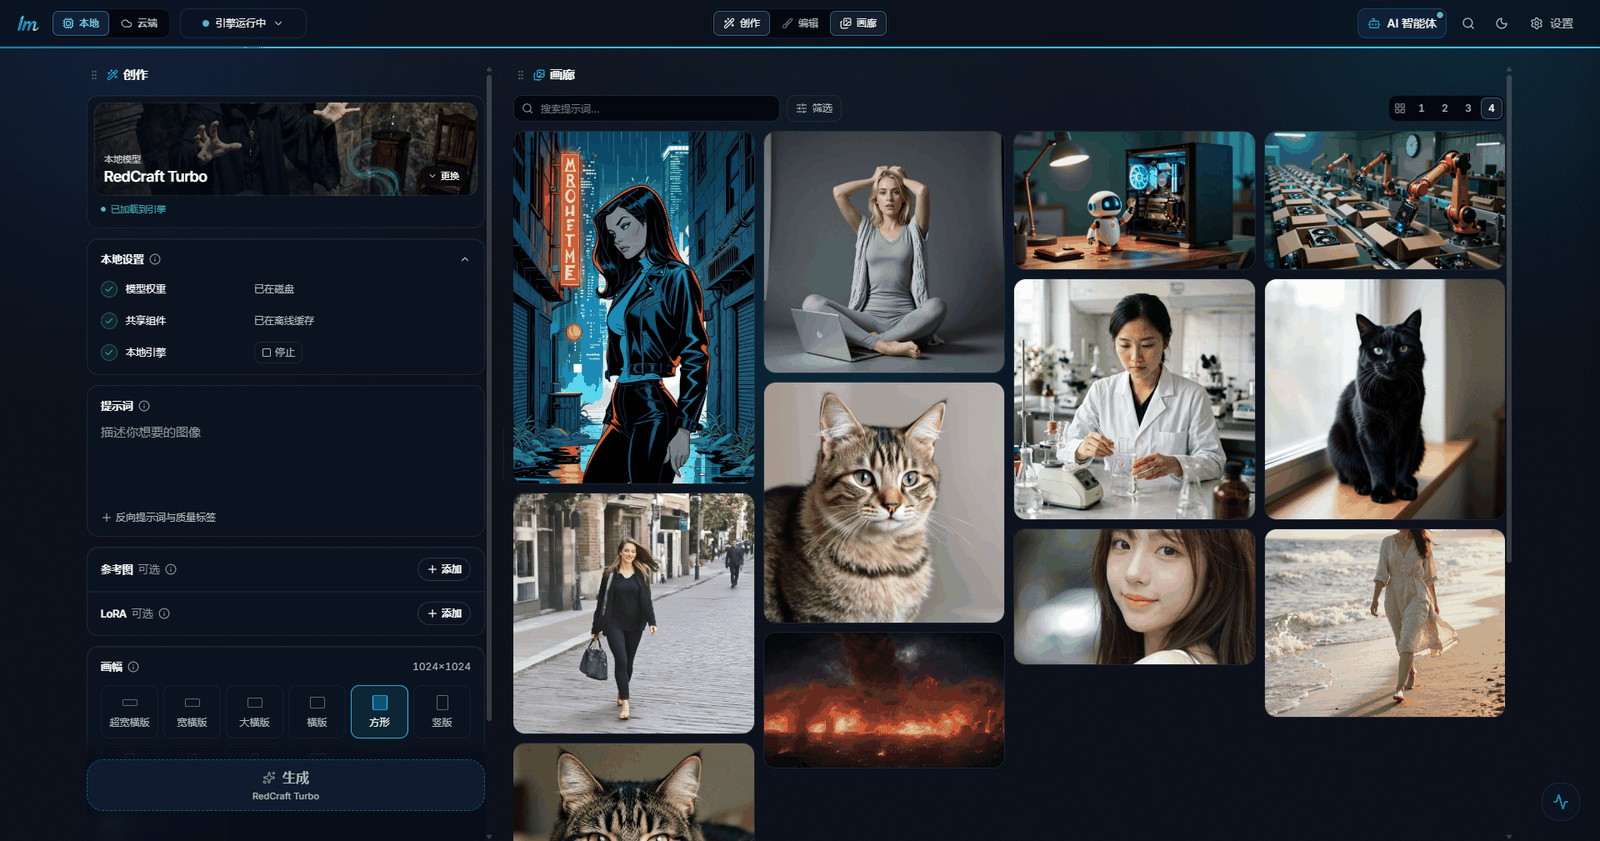 lm
本地
云端
引擎运行中
创作
编辑
画廊
AI 智能体
设置
创作
本地模型
RedCraft Turbo
更换
已加载到引擎
本地设置
模型权重
已在磁盘
共享组件
已在离线缓存
本地引擎
停止
提示词
描述你想要的图像
反向提示词与质量标签
参考图 可选
添加
LoRA 可选
添加
画幅
1024×1024
超宽横版
宽横版
大横版
横版
方形
竖版
生成
RedCraft Turbo
画廊
搜索提示词...
筛选
1
2
3
4
MROHETME